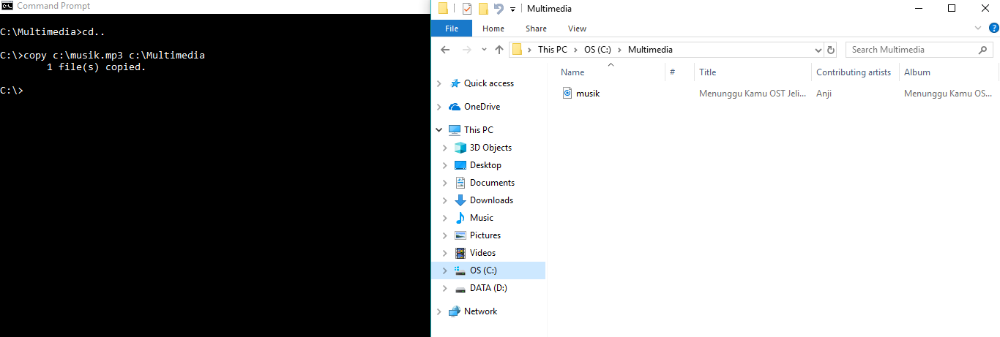 Command Prompt
C:\Multimedia>cd..
C:\>copy c:\musik.mp3 c:\Multimedia
1 file(s) copied.
C:\>
Multimedia
File Home Share View
This PC > OS (C:) > Multimedia
Search Multimedia
Name # Title Contributing artists Album
musik Menunggu Kamu OST Jeli... Anji Menunggu Kamu OS...
Quick access
OneDrive
This PC
3D Objects
Desktop
Documents
Downloads
Music
Pictures
Videos
OS (C:)
DATA (D:)
Network